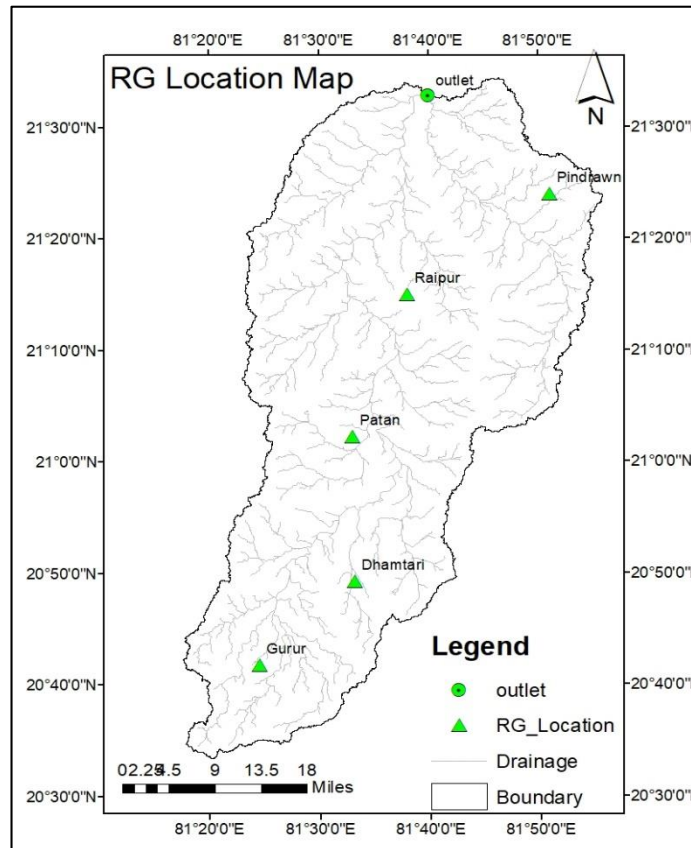 81°20'0"E 81°30'0"E 81°40'0"E 81°50'0"E
RG Location Map
outlet
N
21°30'0"N 21°30'0"N
Pindrawn
21°20'0"N 21°20'0"N
Raipur
21°10'0"N 21°10'0"N
Patan
21°0'0"N 21°0'0"N
Dhamtari
20°50'0"N 20°50'0"N
Gurur
Legend
outlet
20°40'0"N 20°40'0"N
RG_Location
Drainage
Boundary
02.254.5 9 13.5 18
Miles
20°30'0"N 20°30'0"N
81°20'0"E 81°30'0"E 81°40'0"E 81°50'0"E